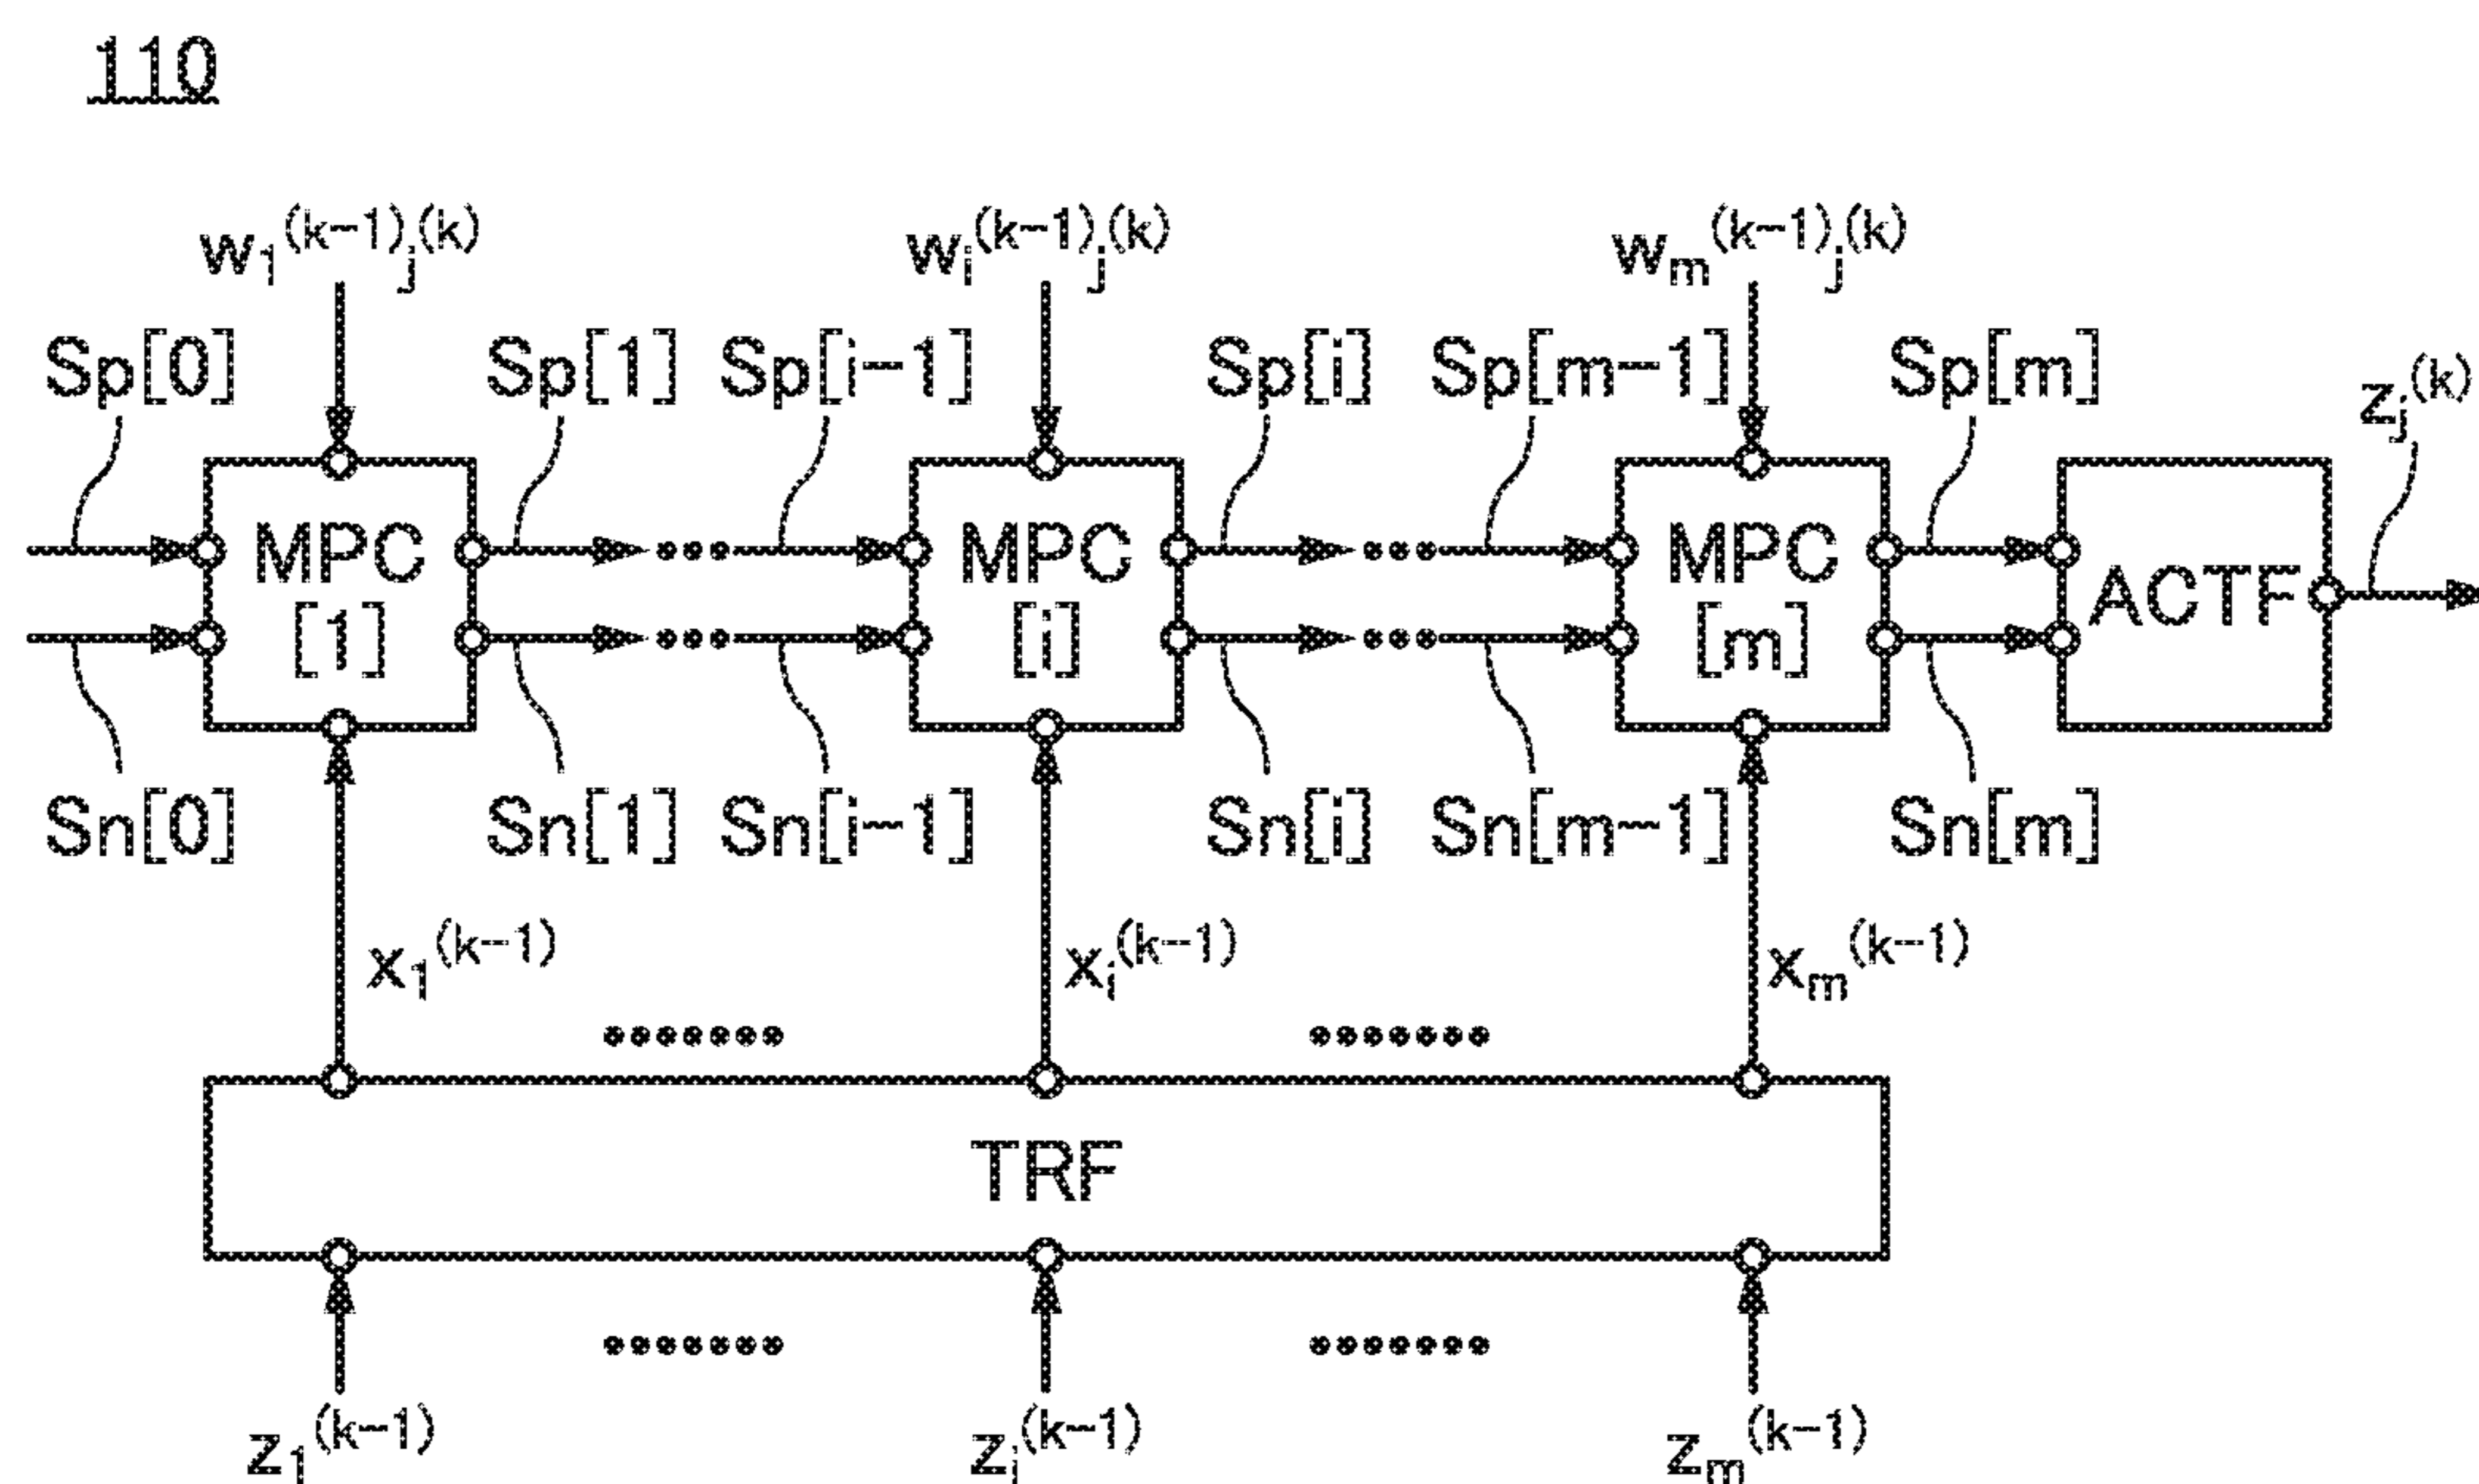 110
w₁⁽ᵏ⁻¹⁾ⱼ⁽ᵏ⁾ wᵢ⁽ᵏ⁻¹⁾ⱼ⁽ᵏ⁾ wₘ⁽ᵏ⁻¹⁾ⱼ⁽ᵏ⁾
Sp[0] Sp[1] Sp[i-1] Sp[i] Sp[m-1] Sp[m] zⱼ⁽ᵏ⁾
MPC MPC MPC ACTF
[1] [i] [m]
Sn[0] Sn[1] Sn[i-1] Sn[i] Sn[m-1] Sn[m]
x₁⁽ᵏ⁻¹⁾ xᵢ⁽ᵏ⁻¹⁾ xₘ⁽ᵏ⁻¹⁾
TRF
z₁⁽ᵏ⁻¹⁾ zᵢ⁽ᵏ⁻¹⁾ zₘ⁽ᵏ⁻¹⁾